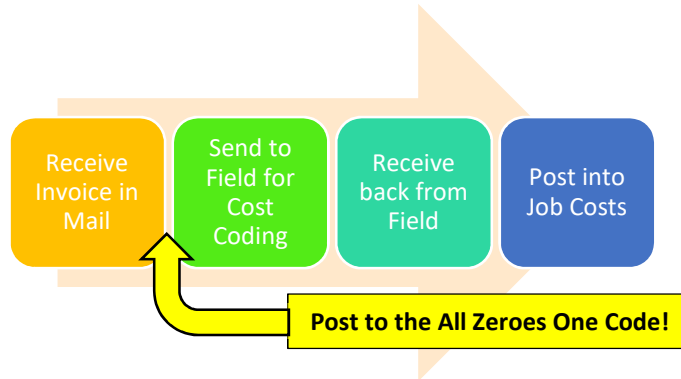 Receive
Invoice in
Mail
Send to
Field for
Cost
Coding
Receive
back from
Field
Post into
Job Costs
Post to the All Zeroes One Code!